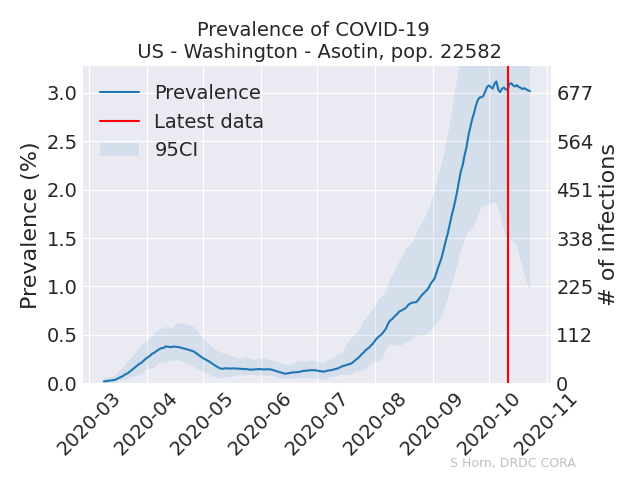 Prevalence of COVID-19
US - Washington - Asotin, pop. 22582
Prevalence
Latest data
95CI
Prevalence (%)
3.0
2.5
2.0
1.5
1.0
0.5
0.0
677
564
451
338
225
112
0
# of infections
2020-03
2020-04
2020-05
2020-06
2020-07
2020-08
2020-09
2020-10
2020-11
S Horn, DRDC CORA